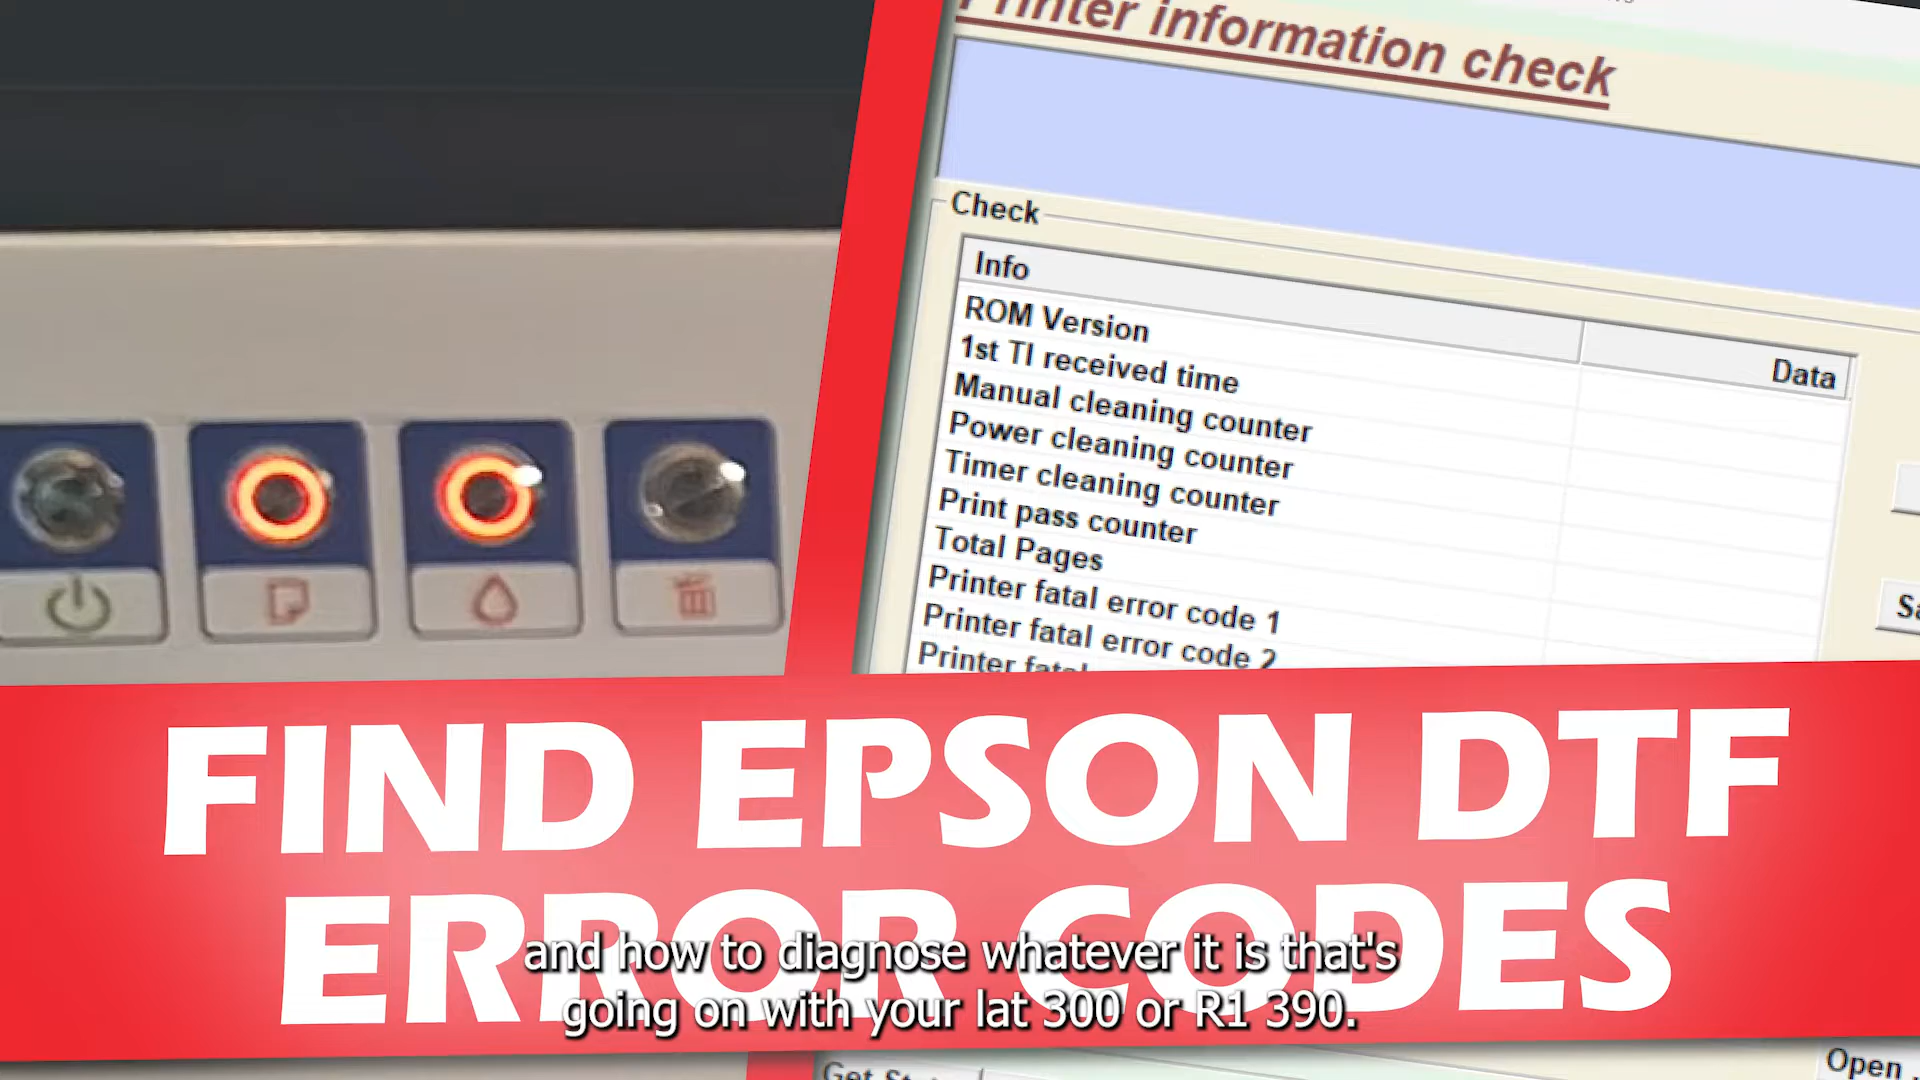 Printer information check
Check
Info
Data
ROM Version
1st TI received time
Manual cleaning counter
Power cleaning counter
Timer cleaning counter
Print pass counter
Total Pages
Printer fatal error code 1
Printer fatal error code 2
Printer
FIND EPSON DTF
ERROR CODES
and how to diagnose whatever it is that's
going on with your lat 300 or R1 390.
Get
Open